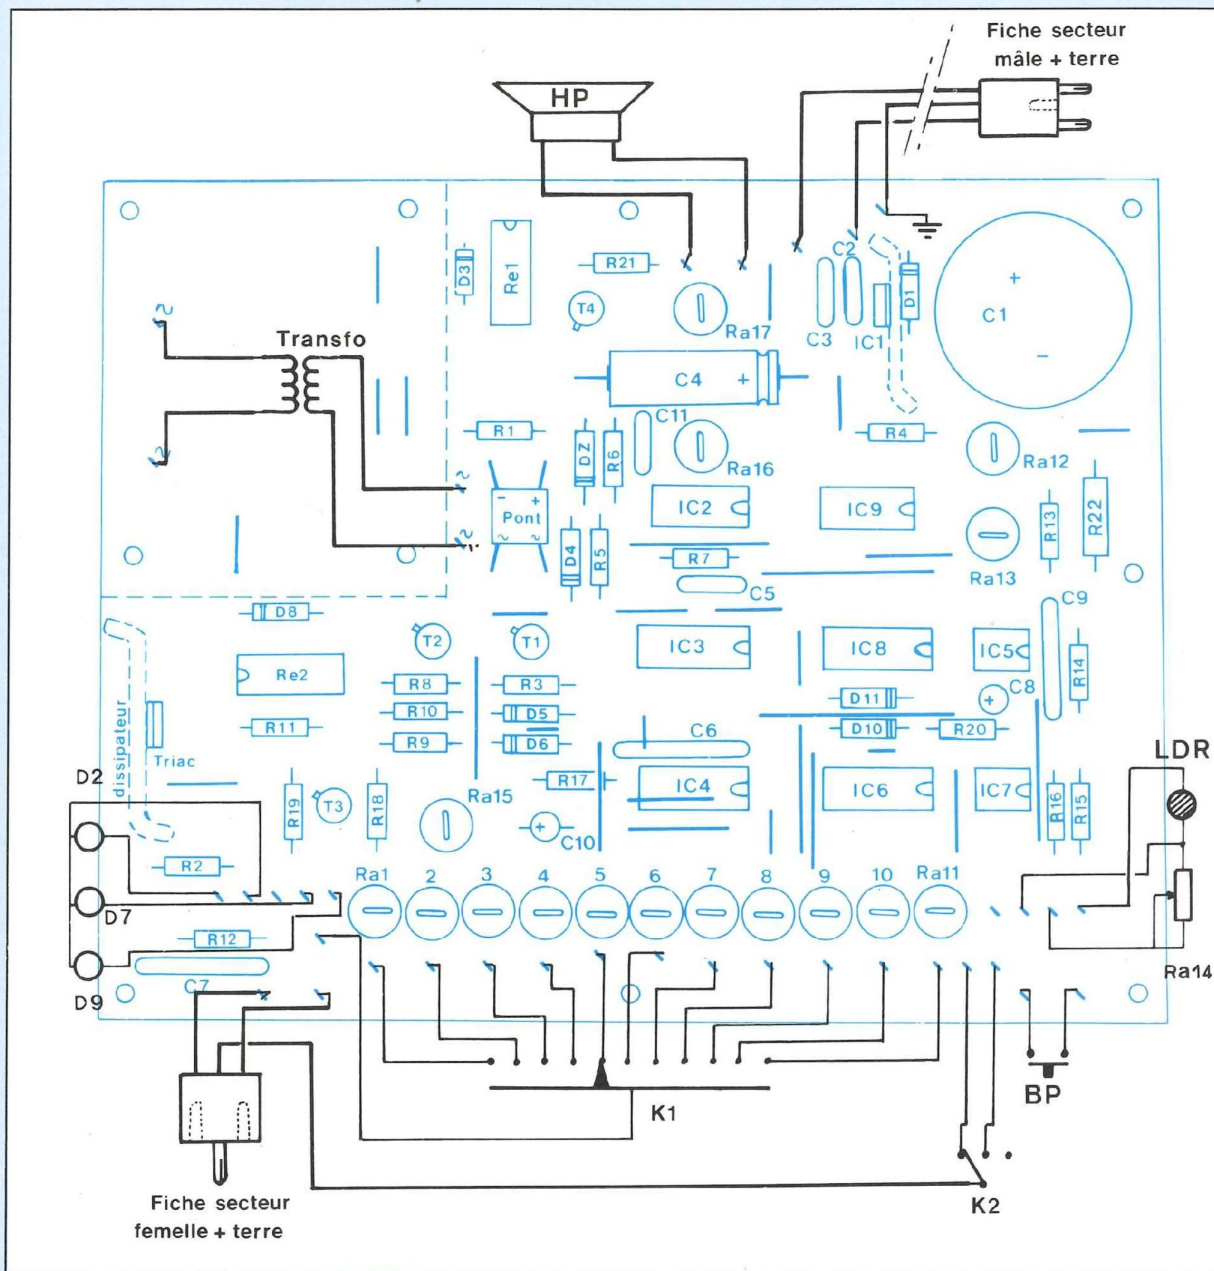 Fiche secteur
mâle + terre
HP
D3
Re1
R21
T4
Ra17
C2
C3
IC1
D1
+
C1
-
Transfo
C4 +
R1
DZ
R6
C11
Ra16
R4
Ra12
- +
Pont
~ ~
IC2
IC9
R13
R22
D4
R5
R7
C5
Ra13
C9
D8
T2
T1
IC3
IC8
IC5
R14
Re2
R8
R3
D11
C8
+
dissipateur
R11
R10
D5
D10
R20
Triac
R9
D6
C6
LDR
D2
R17
IC4
IC6
IC7
R19
T3
R18
Ra15
+
C10
R16
R15
R2
Ra1 2 3 4 5 6 7 8 9 10 Ra11
D7
R12
Ra14
D9
C7
BP
K1
Fiche secteur
femelle + terre
K2